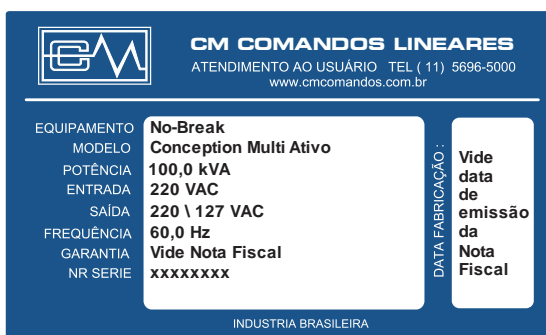 CM
CM COMANDOS LINEARES
ATENDIMENTO AO USUÁRIO TEL ( 11) 5696-5000
www.cmcomandos.com.br
EQUIPAMENTO No-Break
MODELO Conception Multi Ativo
POTÊNCIA 100,0 kVA
ENTRADA 220 VAC
SAÍDA 220 \ 127 VAC
FREQUÊNCIA 60,0 Hz
GARANTIA Vide Nota Fiscal
NR SERIE xxxxxxxx
DATA FABRICAÇÃO :
Vide
data
de
emissão
da
Nota
Fiscal
INDUSTRIA BRASILEIRA